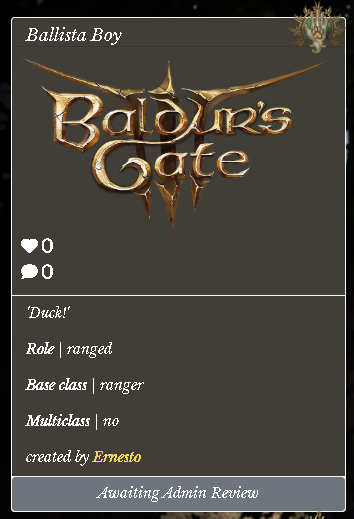 Ballista Boy
Baldur's
Gate
0
0
'Duck!'
Role | ranged
Base class | ranger
Multiclass | no
created by Ernesto
Awaiting Admin Review